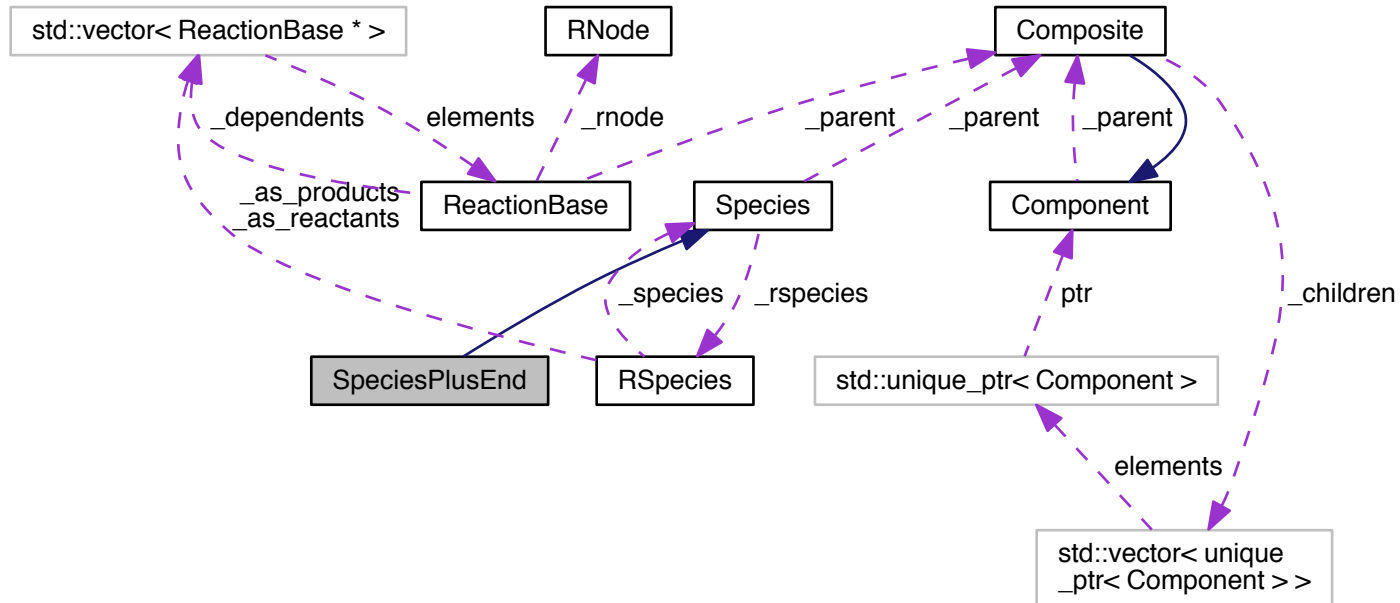 std::vector< ReactionBase * >
RNode
Composite
_dependents
elements
_rnode
_parent
_parent
_parent
_as_products
_as_reactants
ReactionBase
Species
Component
_species
_rspecies
ptr
_children
SpeciesPlusEnd
RSpecies
std::unique_ptr< Component >
elements
std::vector< unique
_ptr< Component > >